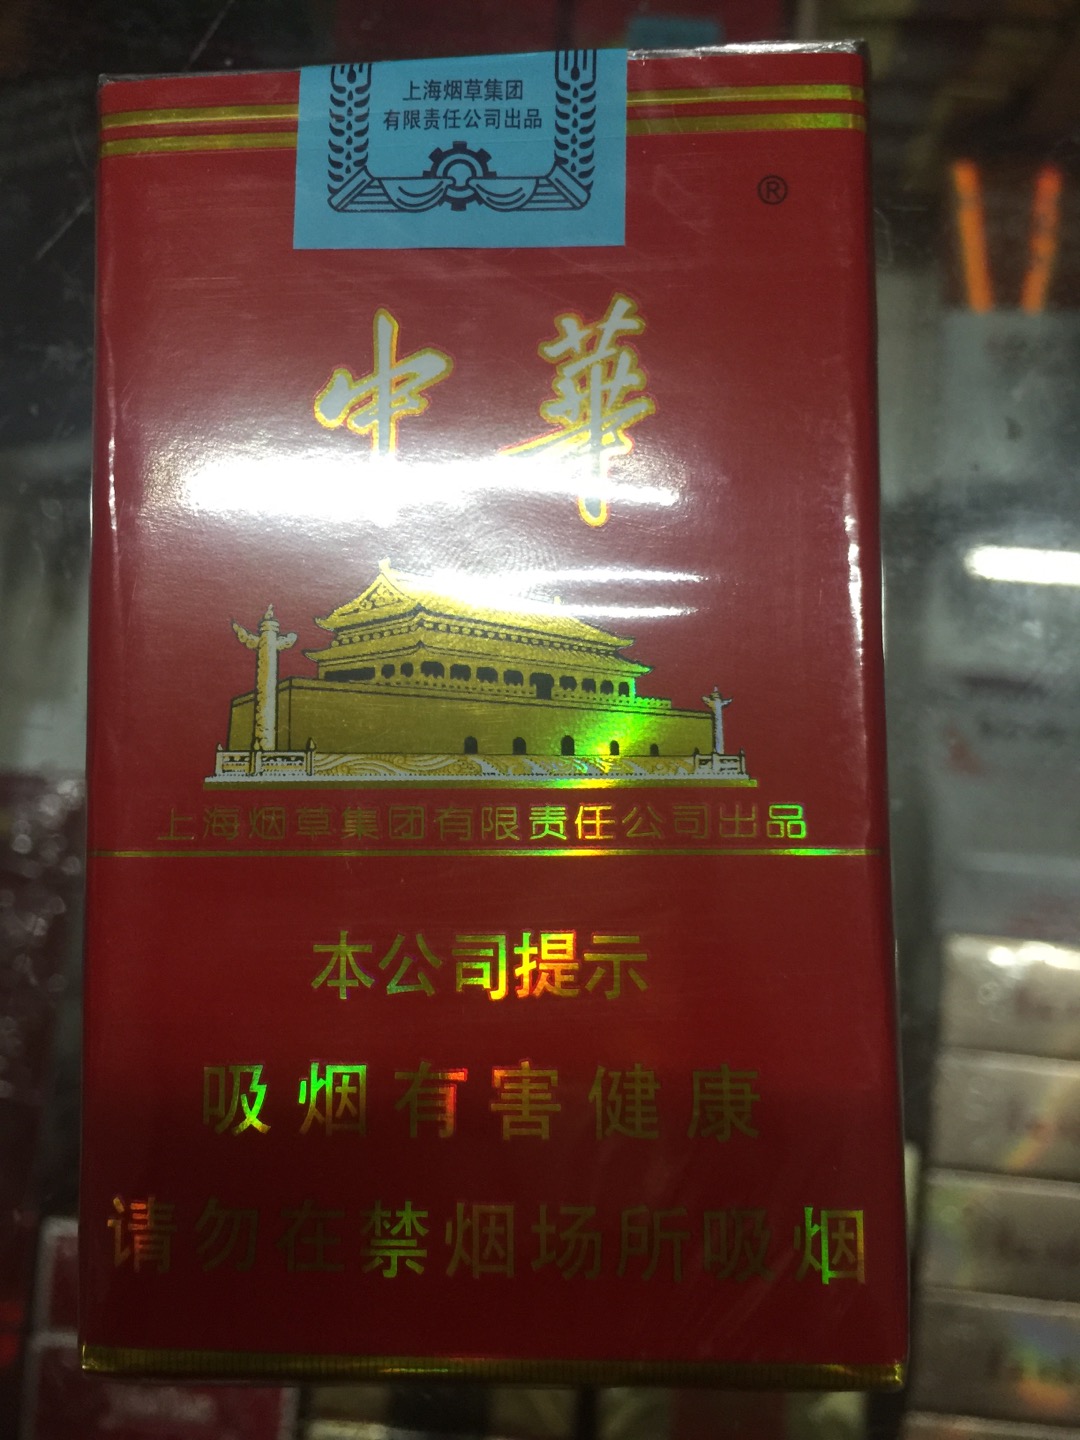 上海烟草集团
有限责任公司出品
®
中華
上海烟草集团有限责任公司出品
本公司提示
吸烟有害健康
请勿在禁烟场所吸烟